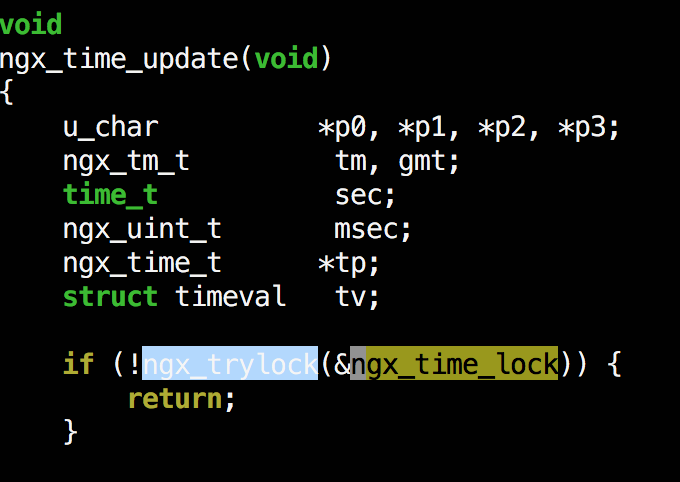 void
ngx_time_update(void)
{
    u_char          *p0, *p1, *p2, *p3;
    ngx_tm_t         tm, gmt;
    time_t           sec;
    ngx_uint_t       msec;
    ngx_time_t      *tp;
    struct timeval   tv;

    if (!ngx_trylock(&ngx_time_lock)) {
        return;
    }